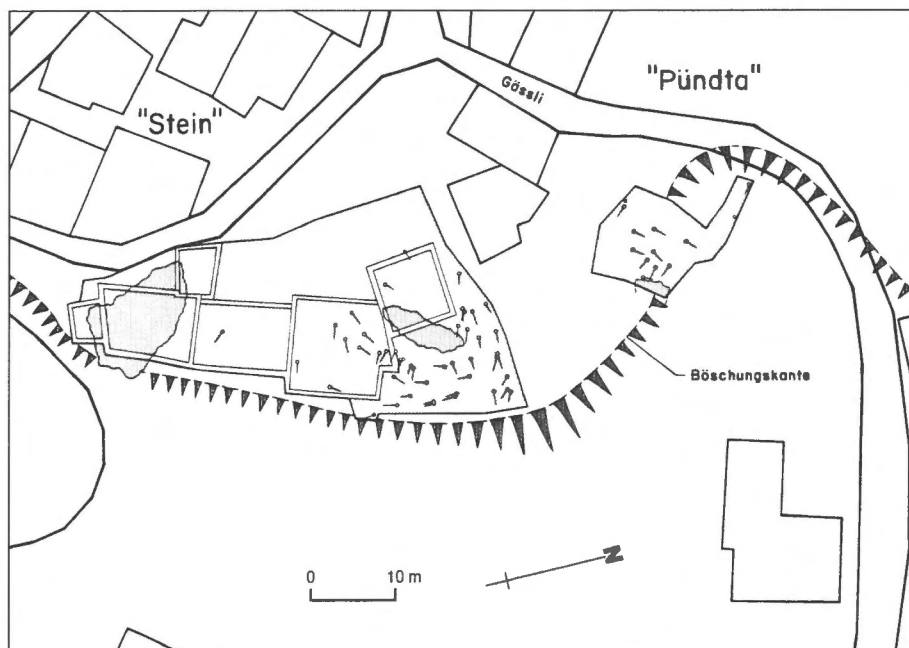 "Stein"
Gässli
"Pündta"
Böschungskante
0 10 m
N